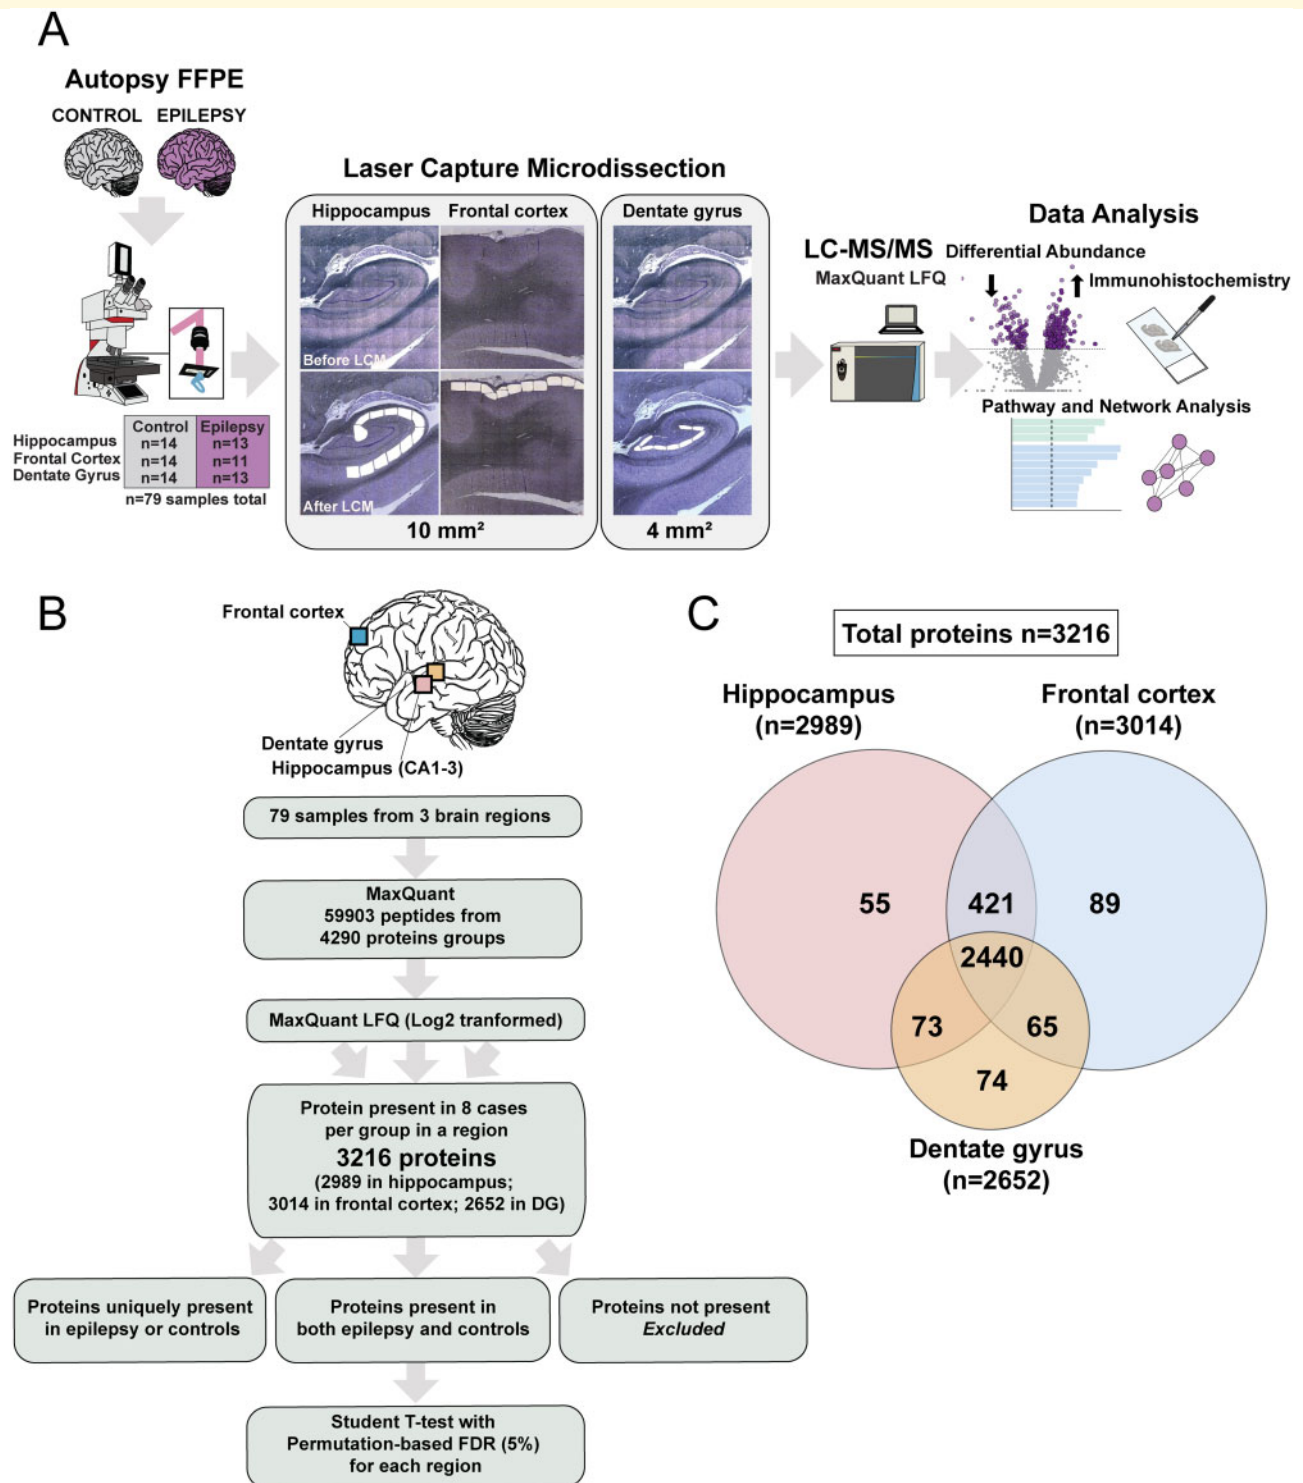 A
Autopsy FFPE
CONTROL EPILEPSY
Control Epilepsy
Hippocampus n=14 n=13
Frontal Cortex n=14 n=11
Dentate Gyrus n=14 n=13
n=79 samples total
Laser Capture Microdissection
Hippocampus Frontal cortex Dentate gyrus
Before LCM
After LCM
10 mm² 4 mm²
LC-MS/MS
MaxQuant LFQ
Data Analysis
Differential Abundance
Immunohistochemistry
Pathway and Network Analysis
B
Frontal cortex
Dentate gyrus
Hippocampus (CA1-3)
79 samples from 3 brain regions
MaxQuant
59903 peptides from
4290 proteins groups
MaxQuant LFQ (Log2 tranformed)
Protein present in 8 cases
per group in a region
3216 proteins
(2989 in hippocampus;
3014 in frontal cortex; 2652 in DG)
Proteins uniquely present
in epilepsy or controls
Proteins present in
both epilepsy and controls
Proteins not present
Excluded
Student T-test with
Permutation-based FDR (5%)
for each region
C
Total proteins n=3216
Hippocampus
(n=2989)
Frontal cortex
(n=3014)
55 421 89
2440
73 65
74
Dentate gyrus
(n=2652)